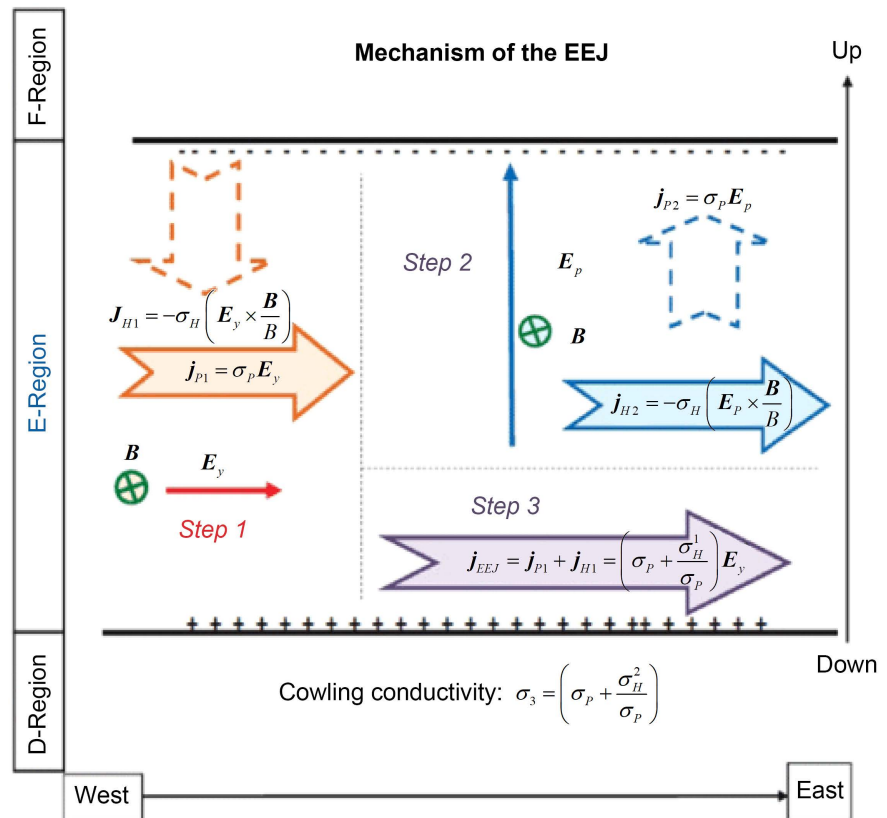 Mechanism of the EEJ
Up
F-Region
E-Region
D-Region
j_{P2} = σ_P E_p
Step 2
E_p
J_{H1} = −σ_H (E_y × B/B)
B
j_{P1} = σ_P E_y
j_{H2} = −σ_H (E_P × B/B)
B
E_y
Step 1
Step 3
j_{EEJ} = j_{P1} + j_{H1} = (σ_P + σ_H^1/σ_P) E_y
Down
Cowling conductivity: σ_3 = (σ_P + σ_H^2/σ_P)
West
East